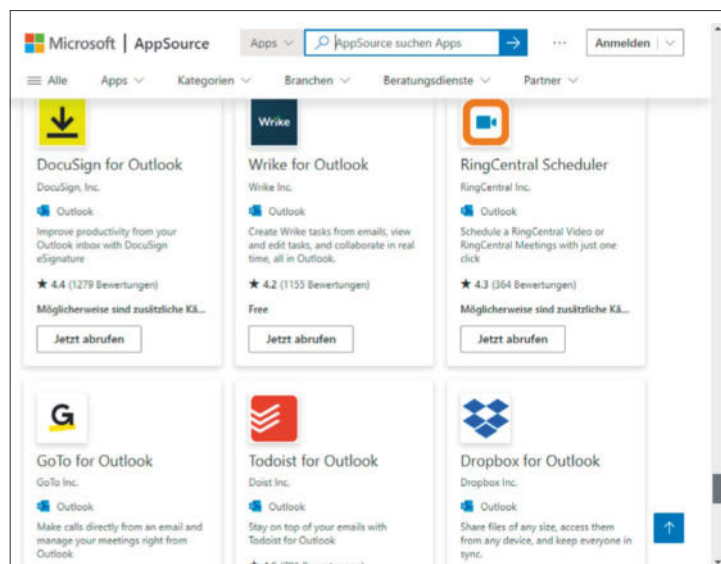 Microsoft | AppSource
Apps
AppSource suchen Apps
Anmelden
Alle
Apps
Kategorien
Branchen
Beratungsdienste
Partner
DocuSign for Outlook
DocuSign, Inc.
Outlook
Improve productivity from your
Outlook inbox with DocuSign
eSignature
★ 4.4 (1279 Bewertungen)
Möglicherweise sind zusätzliche Kä...
Jetzt abrufen
Wrike
Wrike for Outlook
Wrike Inc.
Outlook
Create Wrike tasks from emails, view
and edit tasks, and collaborate in real
time, all in Outlook.
★ 4.2 (1155 Bewertungen)
Free
Jetzt abrufen
RingCentral Scheduler
RingCentral Inc.
Outlook
Schedule a RingCentral Video or
RingCentral Meetings with just one
click
★ 4.3 (364 Bewertungen)
Möglicherweise sind zusätzliche Kä...
Jetzt abrufen
G
GoTo for Outlook
GoTo Inc.
Outlook
Make calls directly from an email and
manage your meetings right from
Outlook
Todoist for Outlook
Doist Inc.
Outlook
Stay on top of your emails with
Todoist for Outlook
Dropbox for Outlook
Dropbox Inc.
Outlook
Share files of any size, access them
from any device, and keep everyone in
sync.